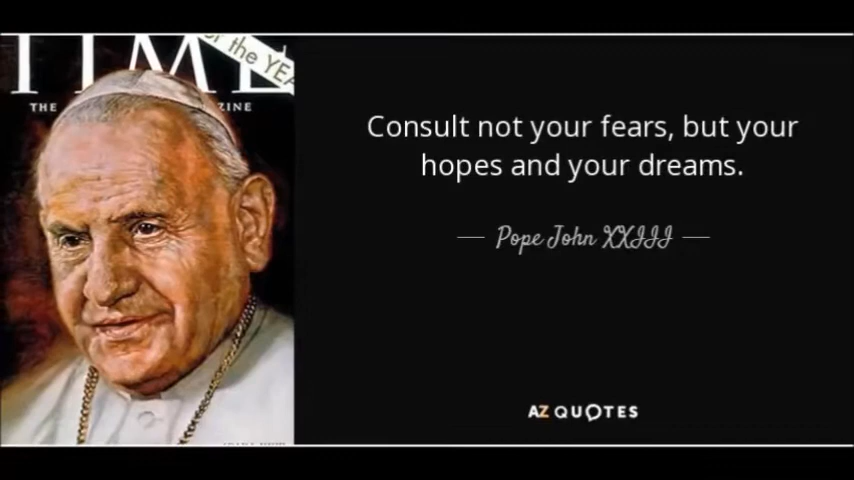 TIME
of the YEA
THE
ZINE
Consult not your fears, but your
hopes and your dreams.
Pope John XXIII
AZ QUOTES